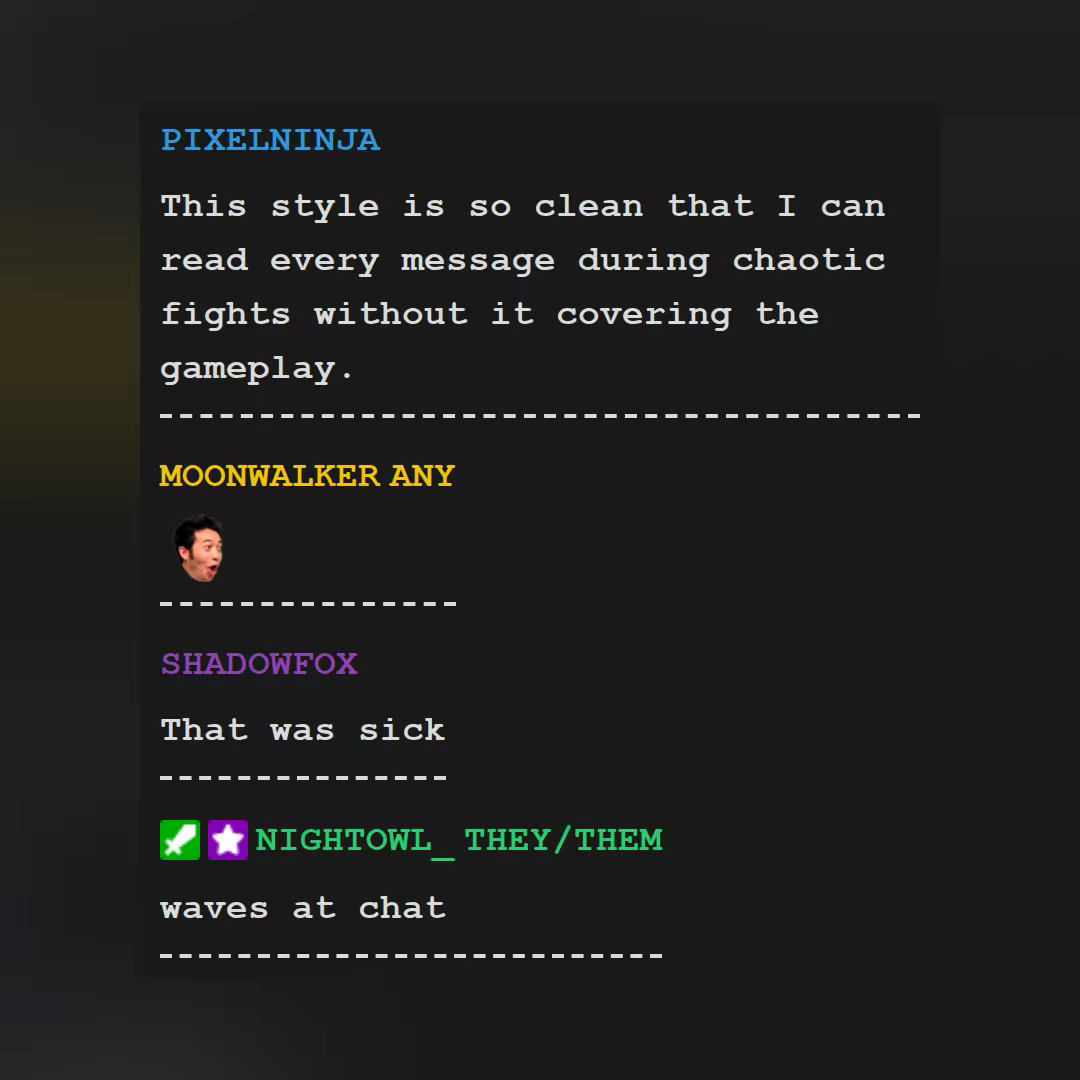 PIXELNINJA
This style is so clean that I can
read every message during chaotic
fights without it covering the
gameplay.
MOONWALKER ANY
SHADOWFOX
That was sick
NIGHTOWL_ THEY/THEM
waves at chat